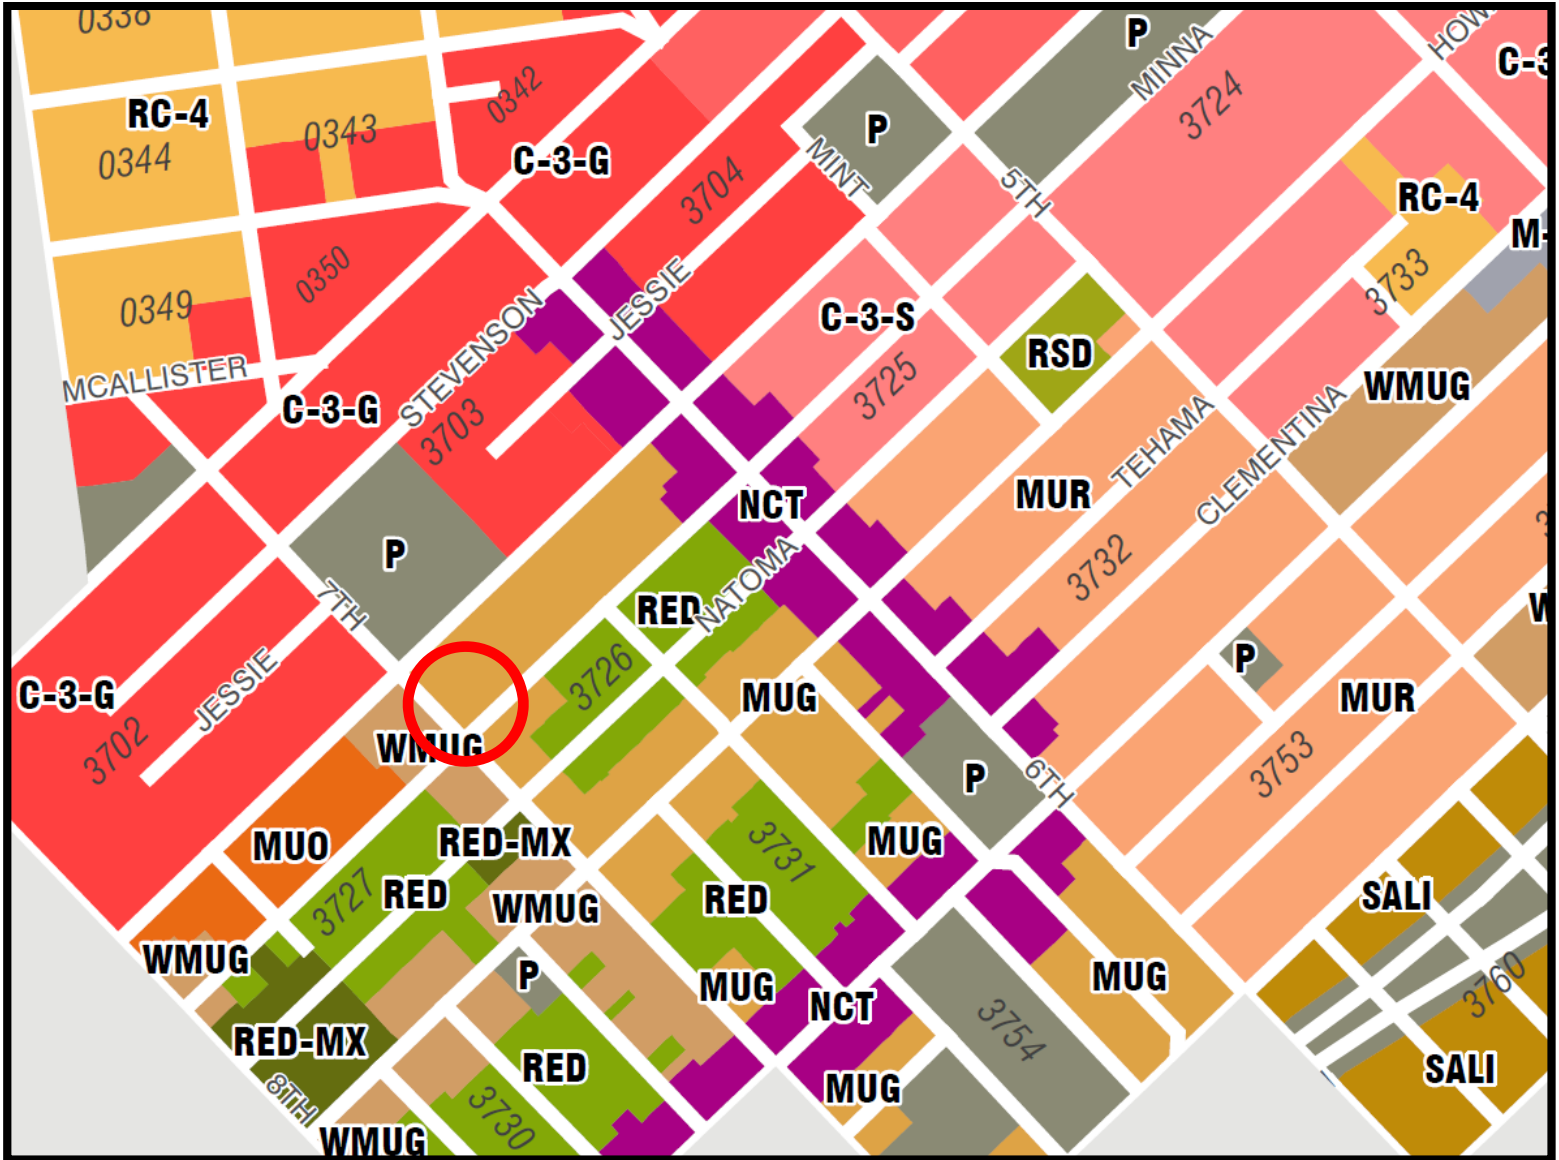 0338
P
MINNA
C-3
RC-4
0344
0343
0342
C-3-G
P
3724
MINT
3704
5TH
RC-4
M-
0349
0350
3733
STEVENSON
JESSIE
C-3-S
RSD
3725
WMUG
MCALLISTER
C-3-G
3703
TEHAMA
CLEMENTINA
MUR
NCT
P
3732
7TH
RED
NATOMA
3726
P
C-3-G
JESSIE
3702
WMUG
MUG
MUR
3753
P
6TH
MUO
RED-MX
3731
MUG
3727
RED
WMUG
RED
SALI
WMUG
P
MUG
NCT
MUG
3760
RED-MX
3754
8TH
RED
MUG
SALI
3730
WMUG